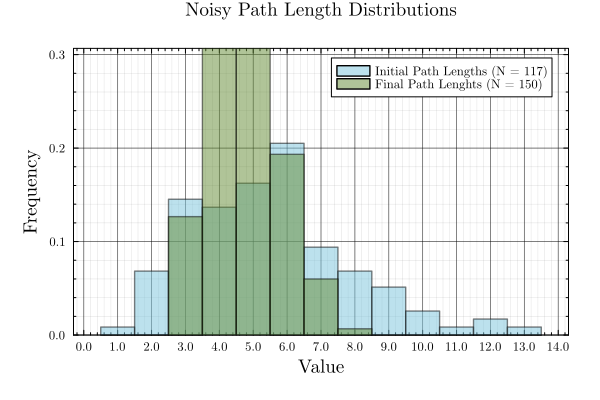 Noisy Path Length Distributions
Initial Path Lengths (N = 117)
Final Path Lenghts (N = 150)
0.3
0.2
0.1
0.0
Frequency
0.0 1.0 2.0 3.0 4.0 5.0 6.0 7.0 8.0 9.0 10.0 11.0 12.0 13.0 14.0
Value